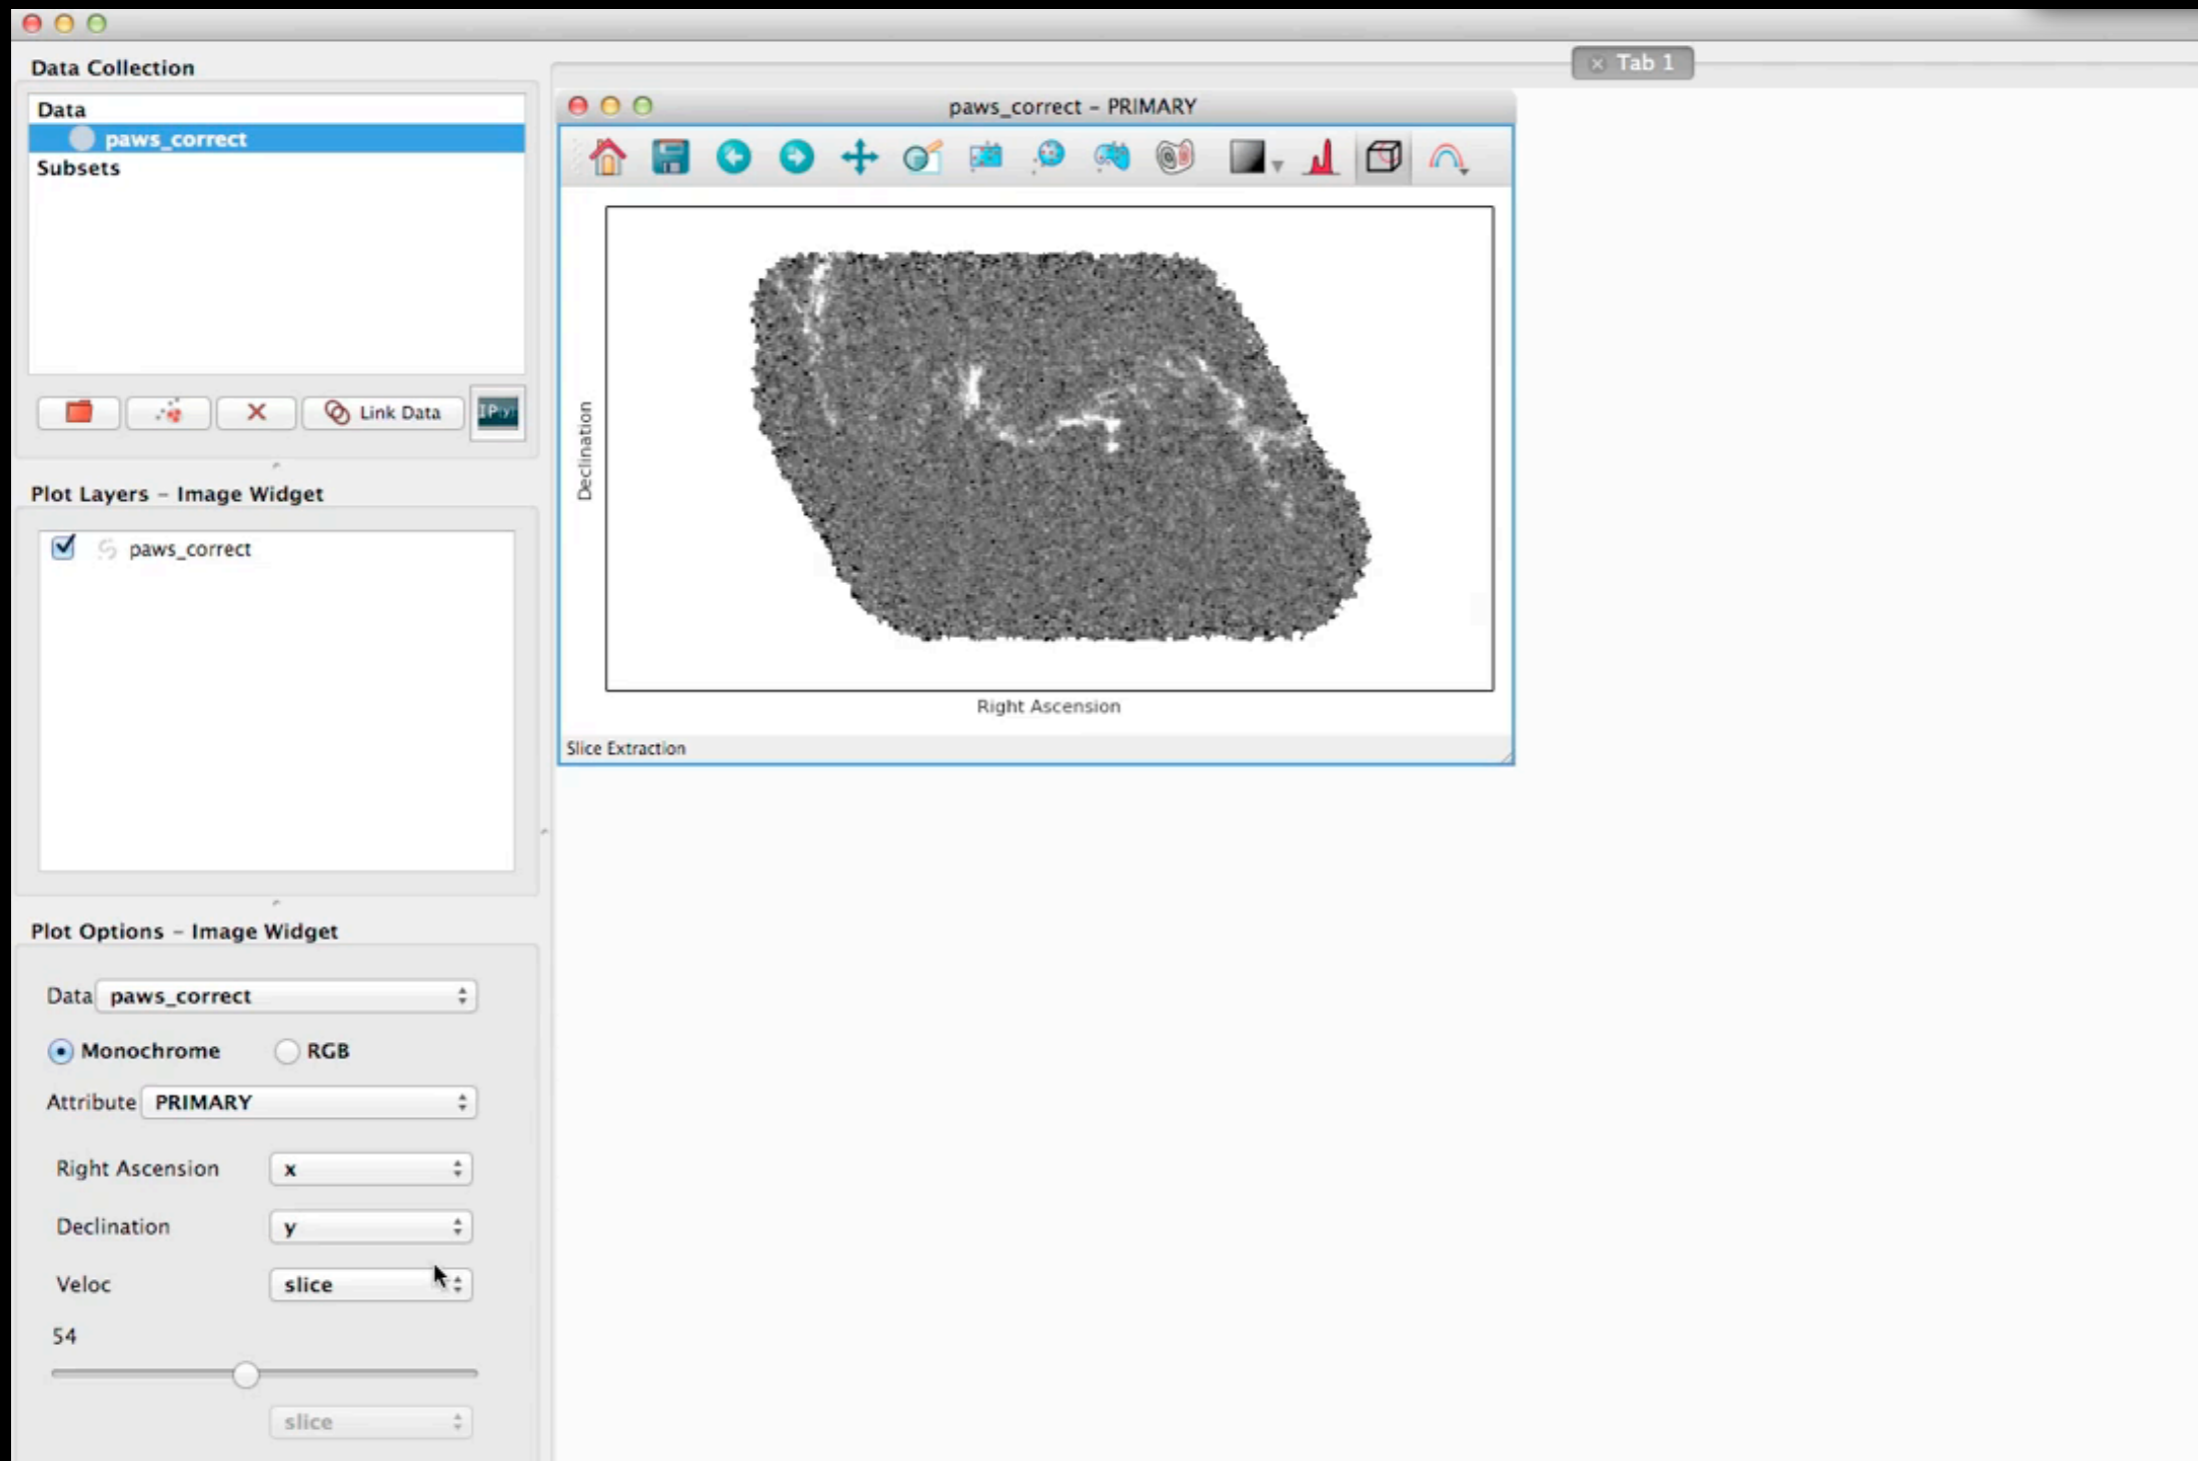 Data Collection
Data
paws_correct
Subsets
Link Data
Plot Layers - Image Widget
paws_correct
Plot Options - Image Widget
Data paws_correct
Monochrome RGB
Attribute PRIMARY
Right Ascension x
Declination y
Veloc slice
54
slice
Tab 1
paws_correct - PRIMARY
Declination
Right Ascension
Slice Extraction